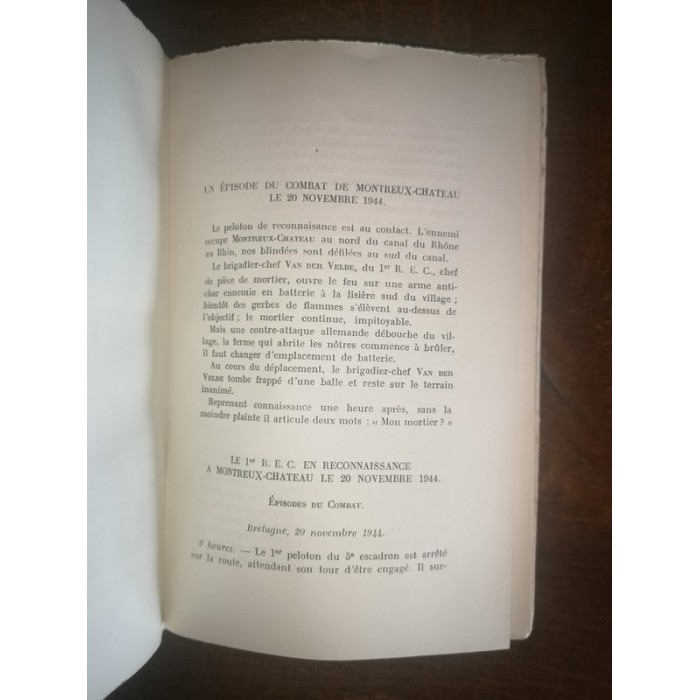 UN ÉPISODE DU COMBAT DE MONTREUX-CHATEAU
LE 20 NOVEMBRE 1944.
Le peloton de reconnaisance est au contact. L'ennemi
occupe MONTREUX-CHATEAU au nord du canal du Rhône
au Rhin, nos blindées sont défilées au sud du canal.
Le brigadier-chef VAN DER VELDE, du 1er R. E. C., chef
de pièce de mortier, ouvre le feu sur une arme anti-
char ennemie en batterie à la lisière sud du village ;
bientôt des gerbes de flammes s'élèvent au-dessus de
l'objectif ; le mortier continue, impitoyable.
Mais une contre-attaque allemande débouche du vil-
lage, la ferme qui abrite les nôtres commence à brûler,
il faut changer d'emplacement de batterie.
Au cours du déplacement, le brigadier-chef VAN DER
VELDE tombe frappé d'une balle et reste sur le terrain
inanimé.
Reprenant connaissance une heure après, sans la
moindre plainte il articule deux mots : « Mon mortier ? »
LE 1er R. E. C. EN RECONNAISSANCE
A MONTREUX-CHATEAU LE 20 NOVEMBRE 1944.
ÉPISODES DU COMBAT.
Bretagne, 20 novembre 1944.
9 heures. — Le 1er peloton du 5e escadron est arrêté
sur la route, attendant son tour d'être engagé. Il sur-